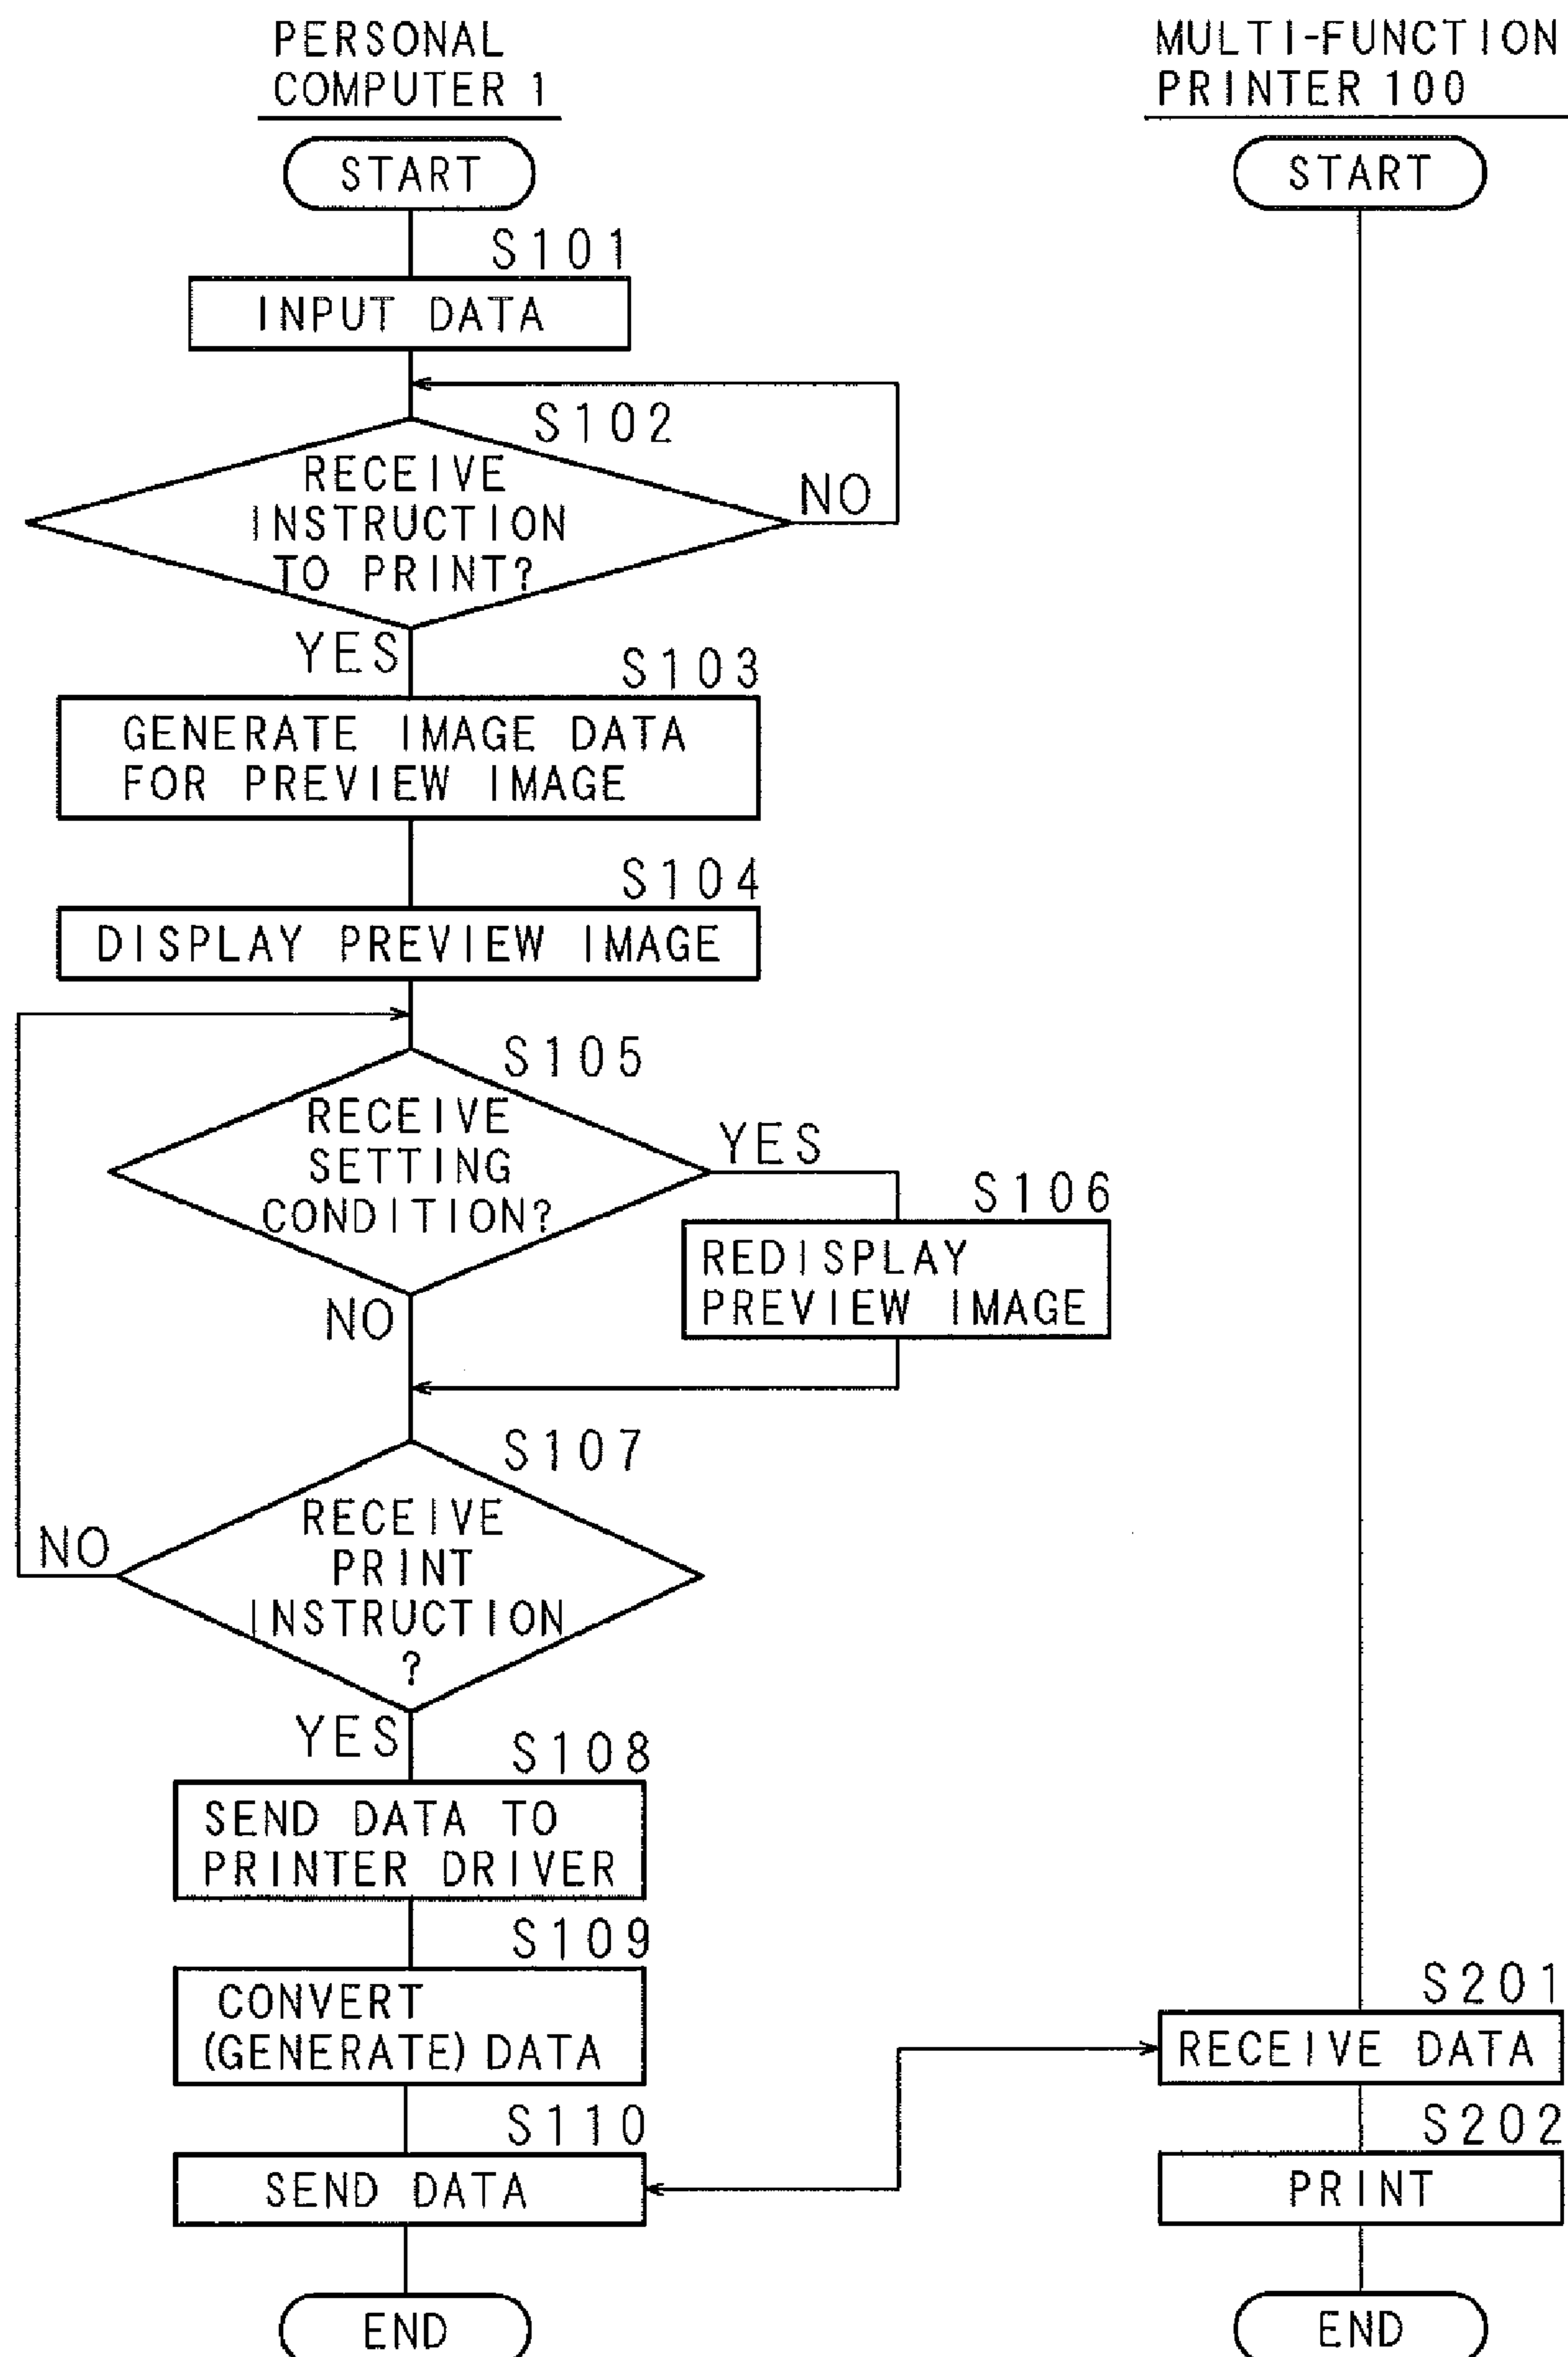 PERSONAL
COMPUTER 1
START
S101
INPUT DATA
S102
RECEIVE
INSTRUCTION
TO PRINT?
NO
YES
S103
GENERATE IMAGE DATA
FOR PREVIEW IMAGE
S104
DISPLAY PREVIEW IMAGE
S105
RECEIVE
SETTING
CONDITION?
YES
S106
REDISPLAY
PREVIEW IMAGE
NO
S107
RECEIVE
PRINT
INSTRUCTION
?
NO
YES
S108
SEND DATA TO
PRINTER DRIVER
S109
CONVERT
(GENERATE) DATA
S110
SEND DATA
END
MULTI-FUNCTION
PRINTER 100
START
S201
RECEIVE DATA
S202
PRINT
END